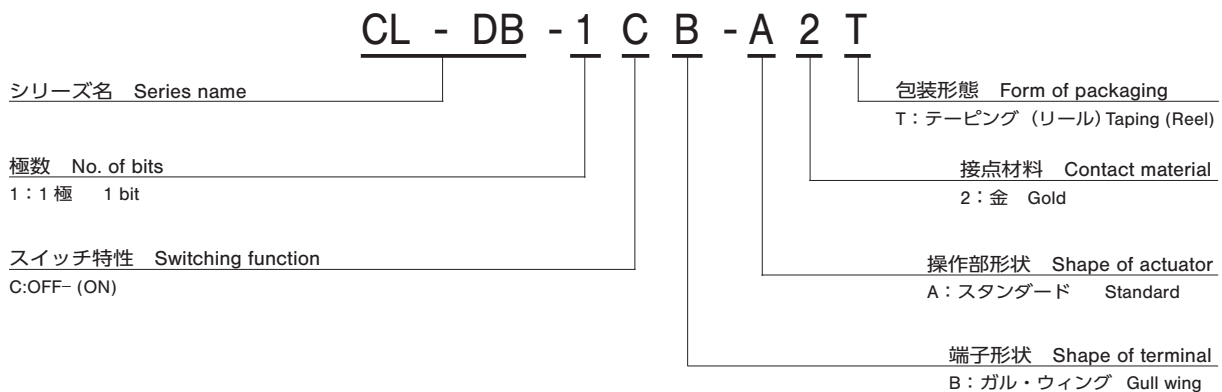 CL - DB - 1 C B - A 2 T
シリーズ名 Series name
包装形態 Form of packaging
T：テーピング（リール）Taping (Reel)
極数 No. of bits
1：1極 1 bit
接点材料 Contact material
2：金 Gold
スイッチ特性 Switching function
C:OFF− (ON)
操作部形状 Shape of actuator
A：スタンダード Standard
端子形状 Shape of terminal
B：ガル・ウィング Gull wing